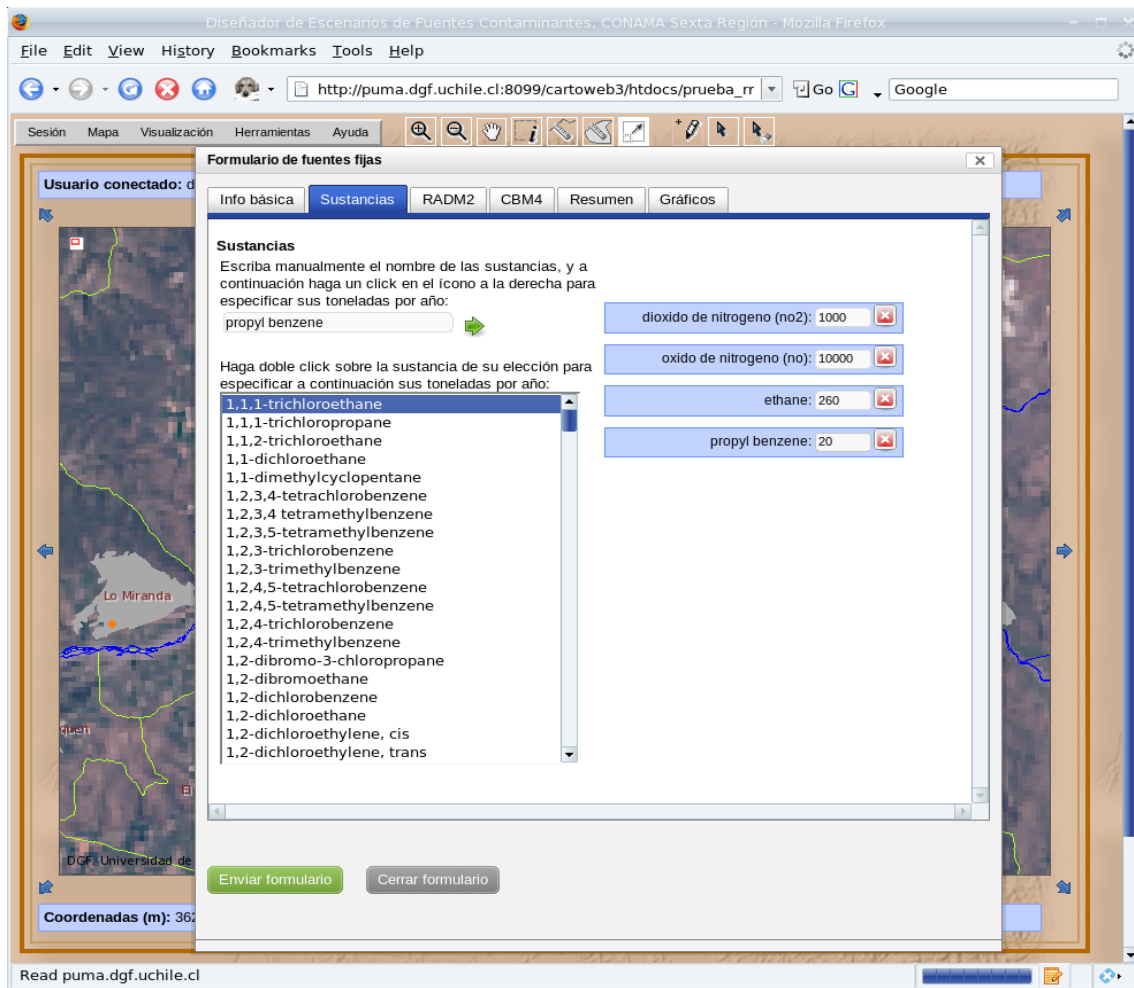 Diseñador de Escenarios de Fuentes Contaminantes, CONAMA Sexta Región - Mozilla Firefox
File Edit View History Bookmarks Tools Help
http://puma.dgf.uchile.cl:8099/cartoweb3/htdocs/prueba_rr Go G Google
Sesión Mapa Visualización Herramientas Ayuda
Formulario de fuentes fijas
Usuario conectado: d
Info básica Sustancias RADM2 CBM4 Resumen Gráficos
Sustancias
Escriba manualmente el nombre de las sustancias, y a
continuación haga un click en el ícono a la derecha para
especificar sus toneladas por año:
propyl benzene
Haga doble click sobre la sustancia de su elección para
especificar a continuación sus toneladas por año:
1,1,1-trichloroethane
1,1,1-trichloropropane
1,1,2-trichloroethane
1,1-dichloroethane
1,1-dimethylcyclopentane
1,2,3,4-tetrachlorobenzene
1,2,3,4 tetramethylbenzene
1,2,3,5-tetramethylbenzene
1,2,3-trichlorobenzene
1,2,3-trimethylbenzene
1,2,4,5-tetrachlorobenzene
1,2,4,5-tetramethylbenzene
1,2,4-trichlorobenzene
1,2,4-trimethylbenzene
1,2-dibromo-3-chloropropane
1,2-dibromoethane
1,2-dichlorobenzene
1,2-dichloroethane
1,2-dichloroethylene, cis
1,2-dichloroethylene, trans
dioxido de nitrogeno (no2): 1000
oxido de nitrogeno (no): 10000
ethane: 260
propyl benzene: 20
Lo Miranda
quen
El
DGF, Universidad de
Enviar formulario Cerrar formulario
Coordenadas (m): 362
Read puma.dgf.uchile.cl